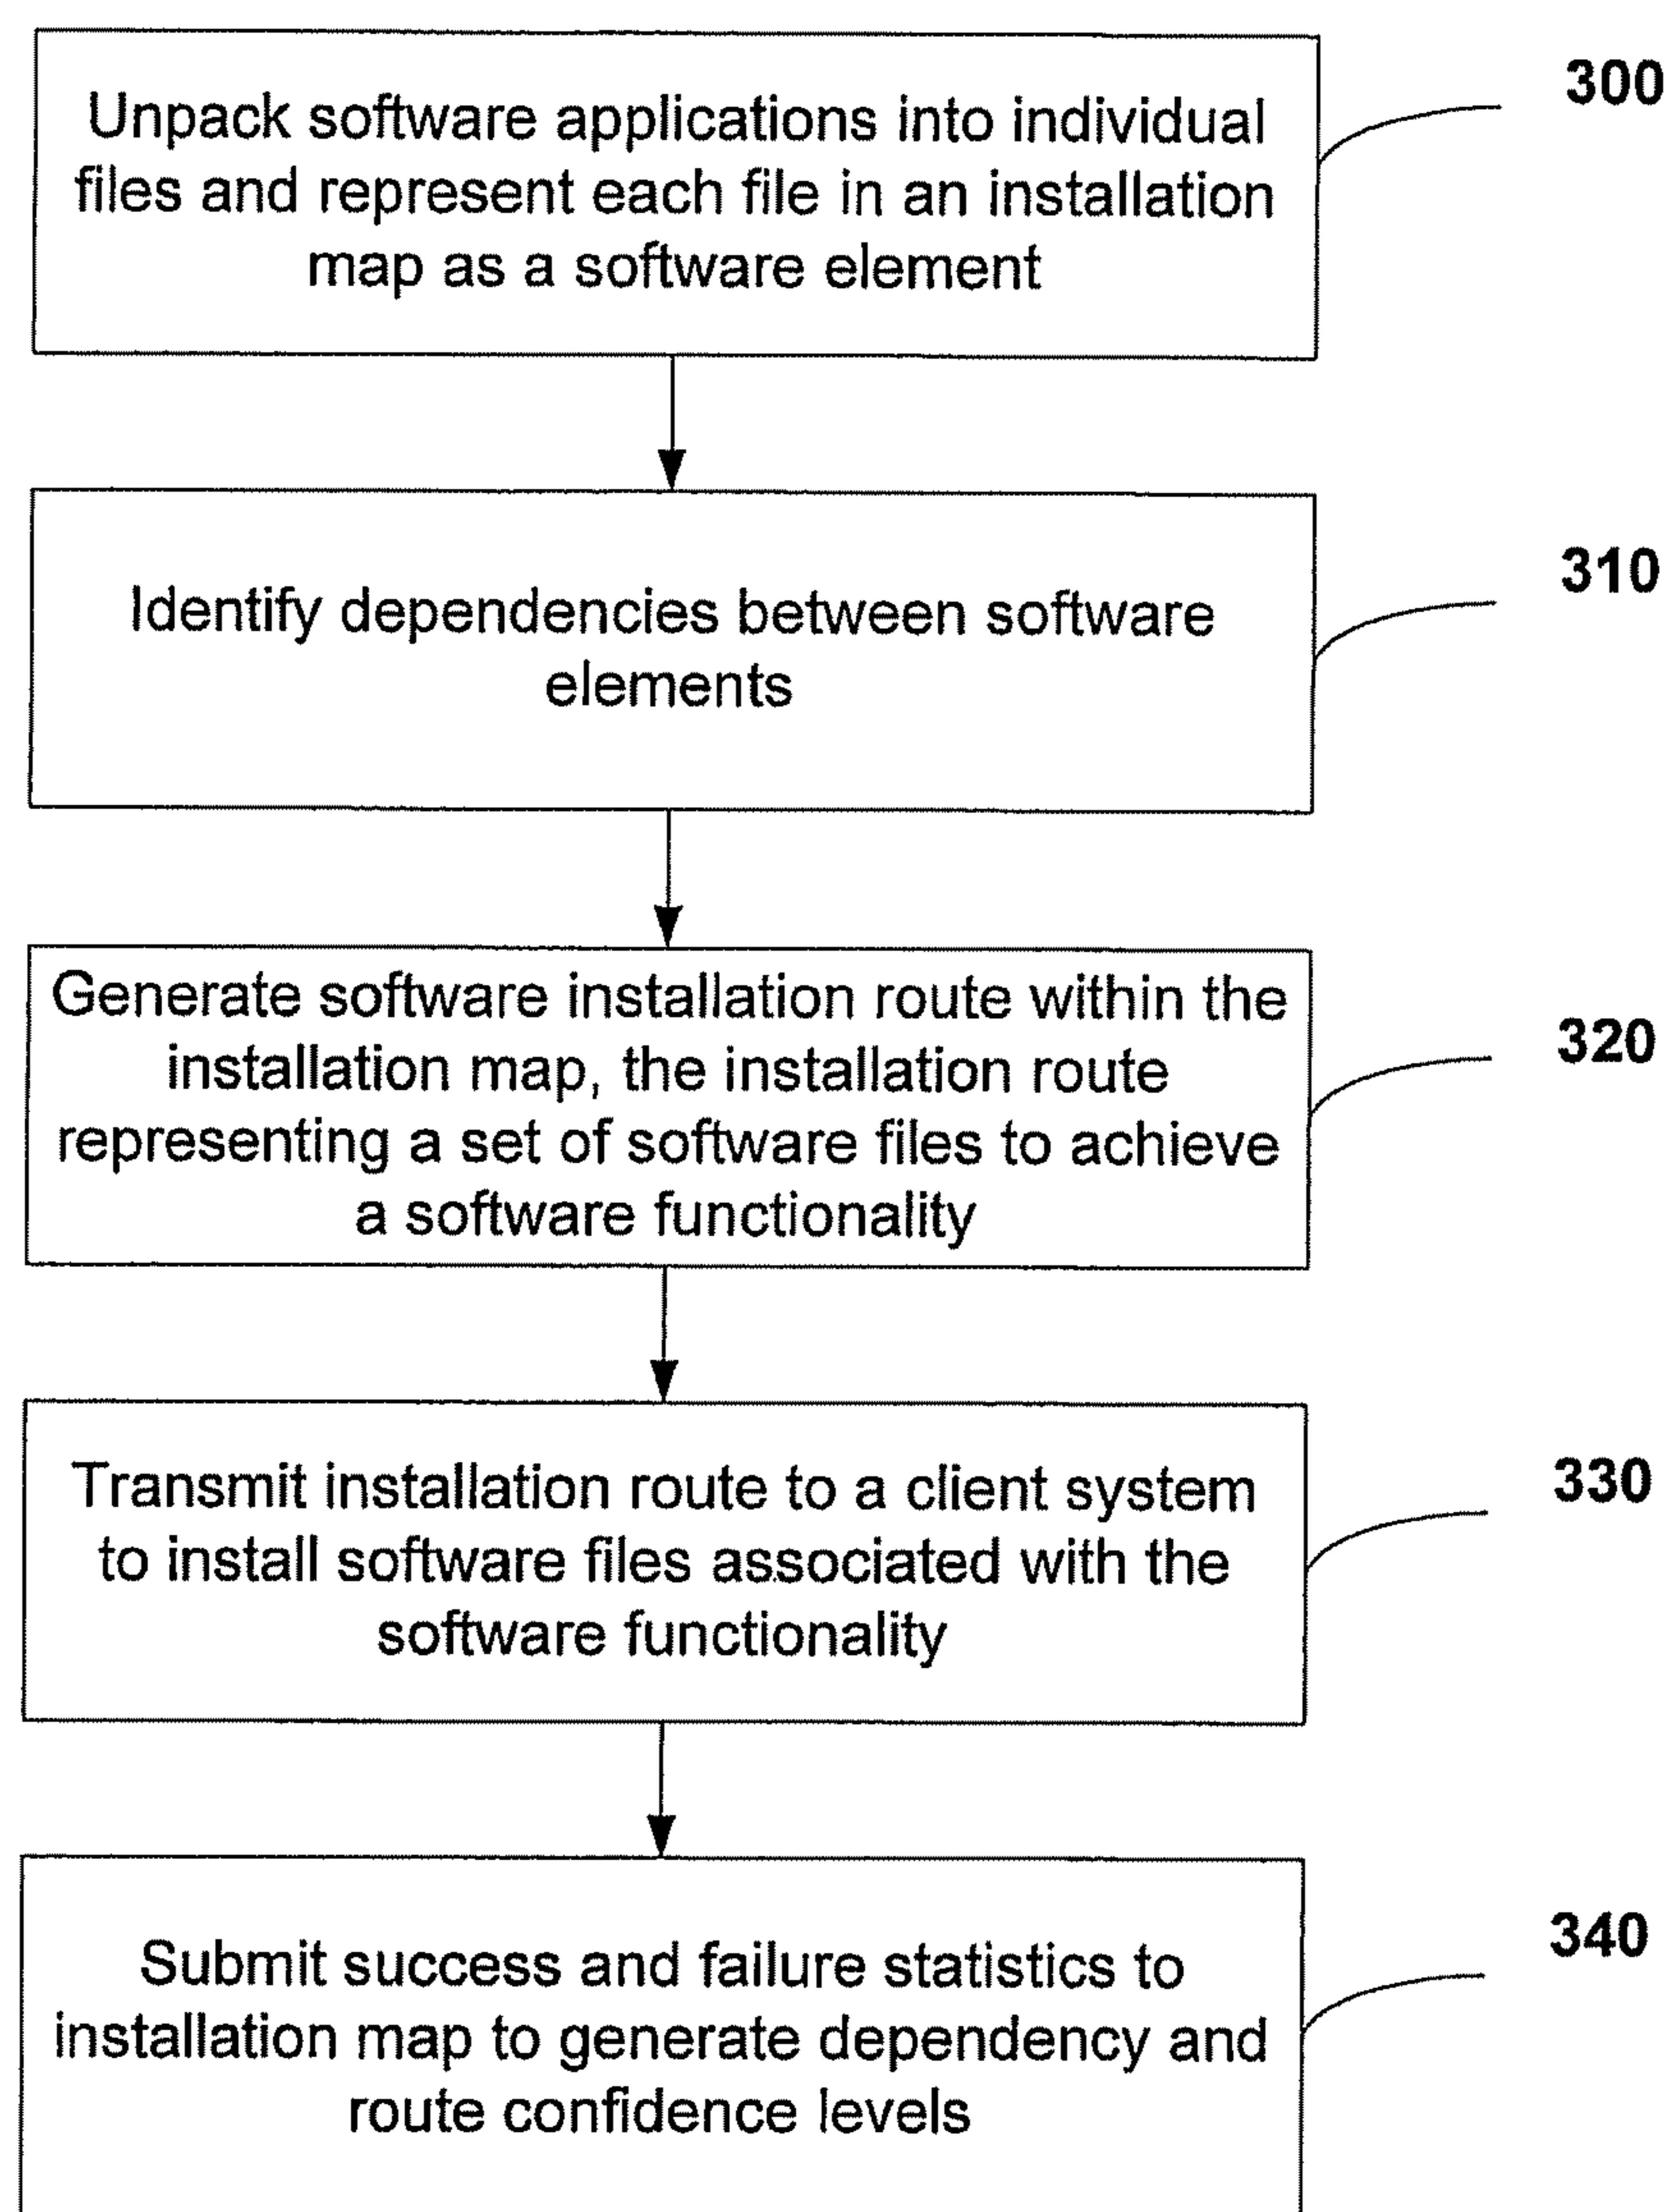 Unpack software applications into individual
files and represent each file in an installation
map as a software element
300
Identify dependencies between software
elements
310
Generate software installation route within the
installation map, the installation route
representing a set of software files to achieve
a software functionality
320
Transmit installation route to a client system
to install software files associated with the
software functionality
330
Submit success and failure statistics to
installation map to generate dependency and
route confidence levels
340